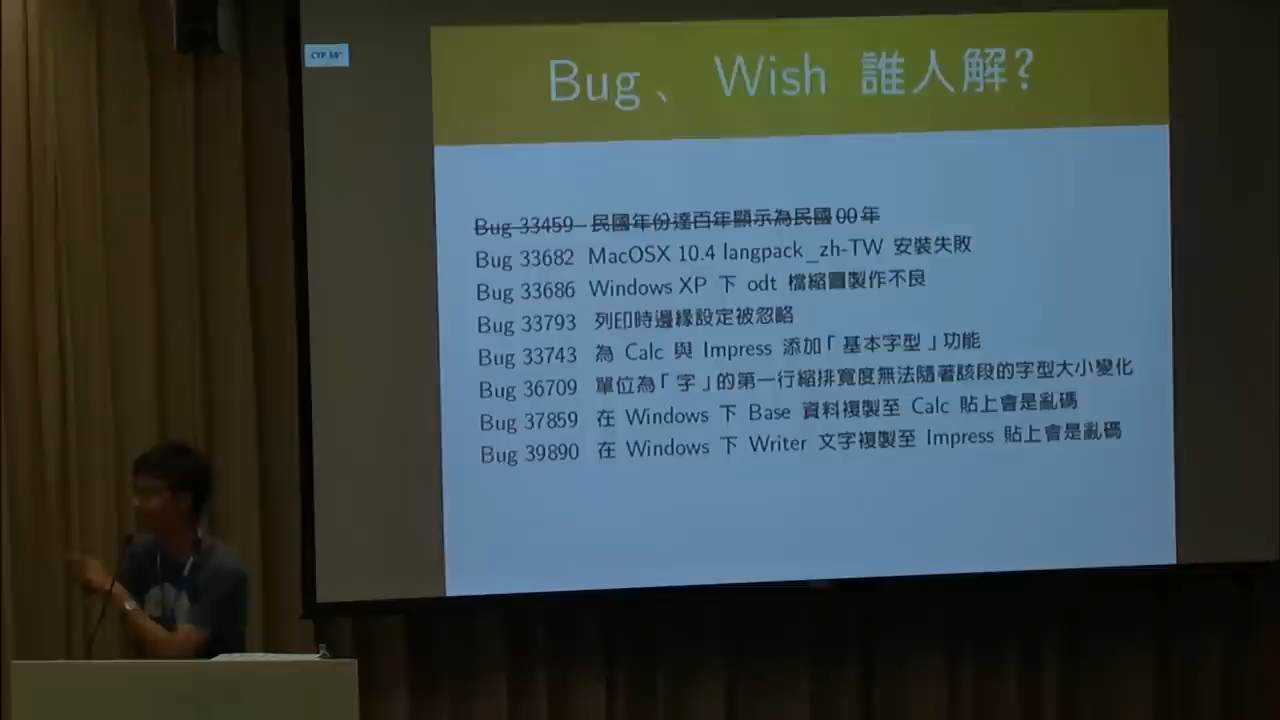 Bug、Wish 誰人解?
Bug 33459 民國年份達百年顯示為民國00年
Bug 33682 MacOSX 10.4 langpack_zh-TW 安裝失敗
Bug 33686 Windows XP 下 odt 檔縮圖製作不良
Bug 33793 列印時邊緣設定被忽略
Bug 33743 為 Calc 與 Impress 添加「基本字型」功能
Bug 36709 單位為「字」的第一行縮排寬度無法隨著該段的字型大小變化
Bug 37859 在 Windows 下 Base 資料複製至 Calc 貼上會是亂碼
Bug 39890 在 Windows 下 Writer 文字複製至 Impress 貼上會是亂碼